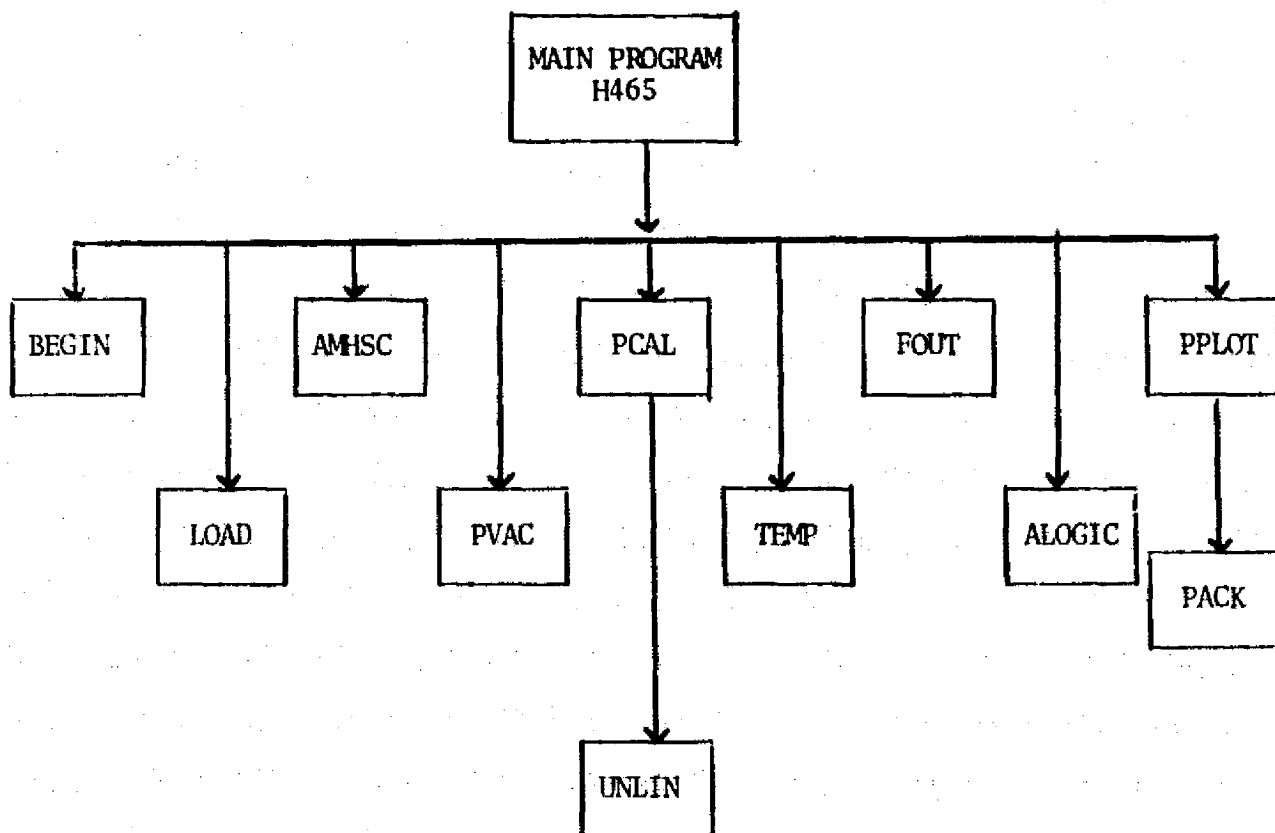 MAIN PROGRAM
H465
BEGIN
AMHSC
PCAL
FOUT
PPLOT
LOAD
PVAC
TEMP
ALOGIC
PACK
UNLIN